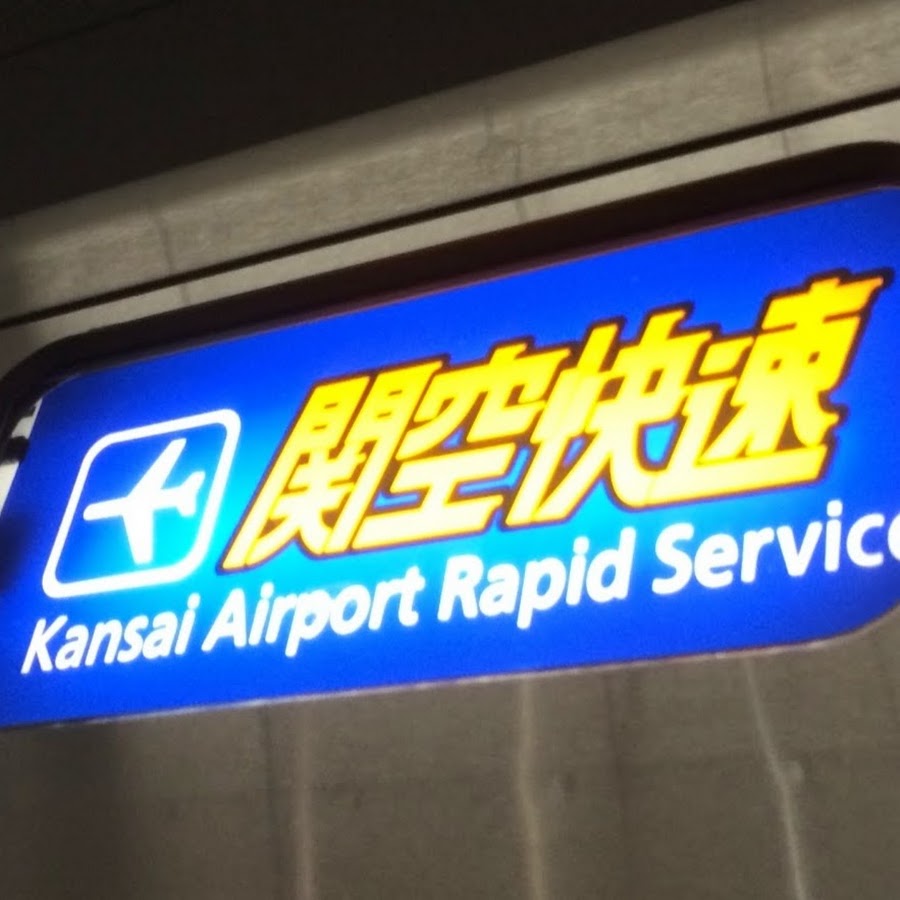 関空快速
Kansai Airport Rapid Service